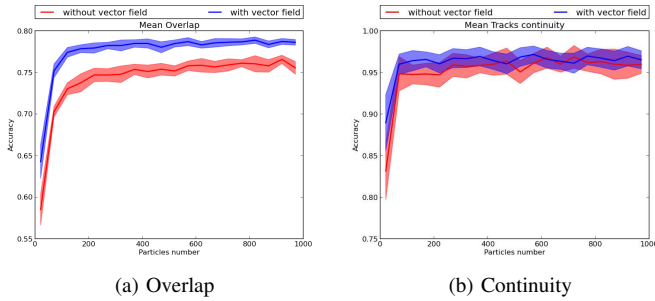 without vector field with vector field
Mean Overlap
0.80
0.75
0.70
0.65
0.60
0.55
0 200 400 600 800 1000
Accuracy
Particles number
(a) Overlap
without vector field with vector field
Mean Tracks continuity
1.00
0.95
0.90
0.85
0.80
0.75
0 200 400 600 800 1000
Accuracy
Particles number
(b) Continuity